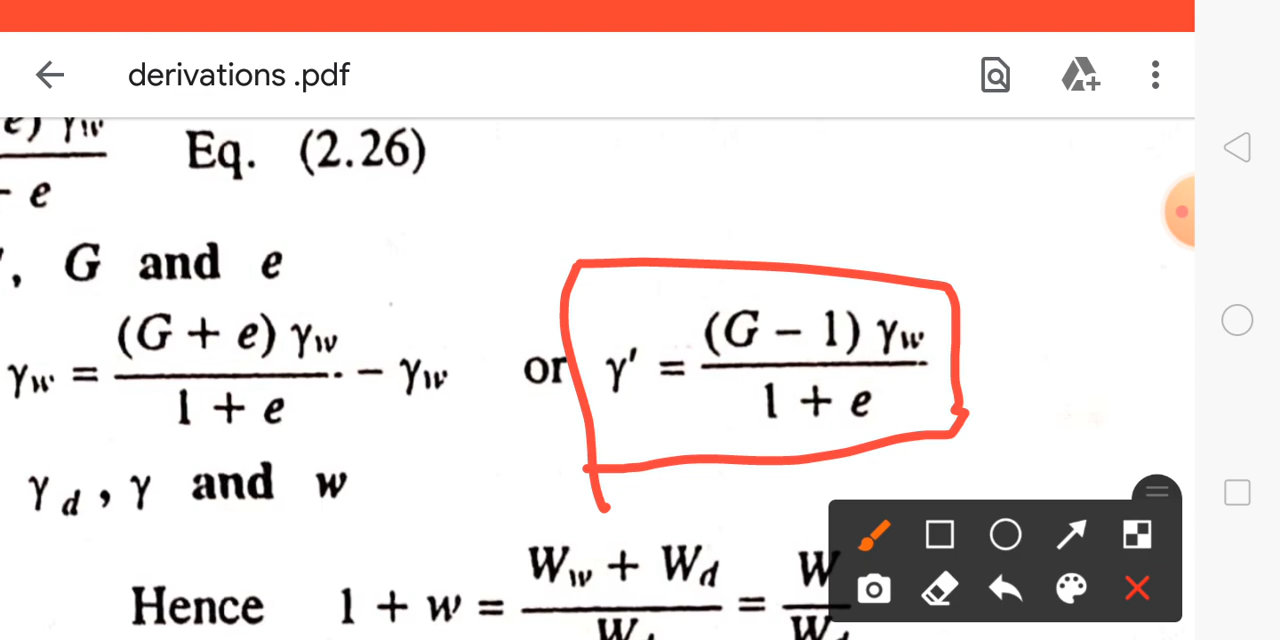 derivations .pdf
e) γw
- e Eq. (2.26)
', G and e
γw = (G + e) γw / 1 + e - γw or γ' = (G - 1) γw / 1 + e
γd, γ and w
Hence 1 + w = Ww + Wd / W = W / W